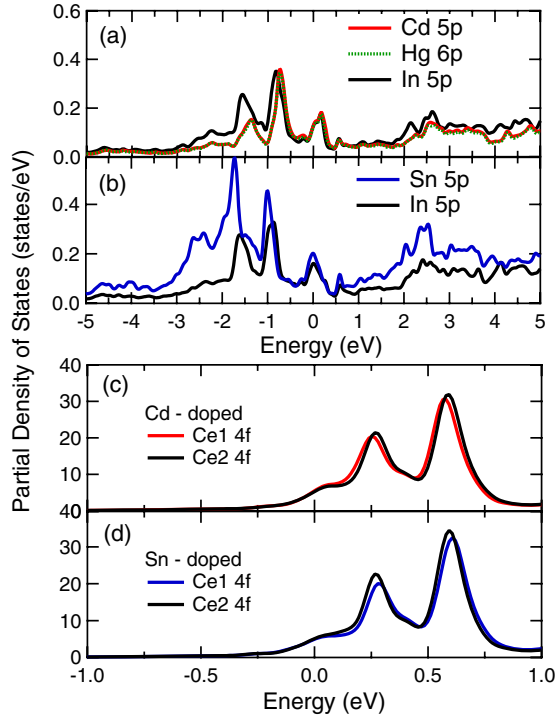 Partial Density of States (states/eV)
0.6
0.4
0.2
0.0
(a)
Cd 5p
Hg 6p
In 5p
0.4
0.2
0.0
(b)
Sn 5p
In 5p
-5 -4 -3 -2 -1 0 1 2 3 4 5
Energy (eV)
40
30
20
10
0
(c)
Cd - doped
Ce1 4f
Ce2 4f
40
30
20
10
0
(d)
Sn - doped
Ce1 4f
Ce2 4f
-1.0 -0.5 0.0 0.5 1.0
Energy (eV)